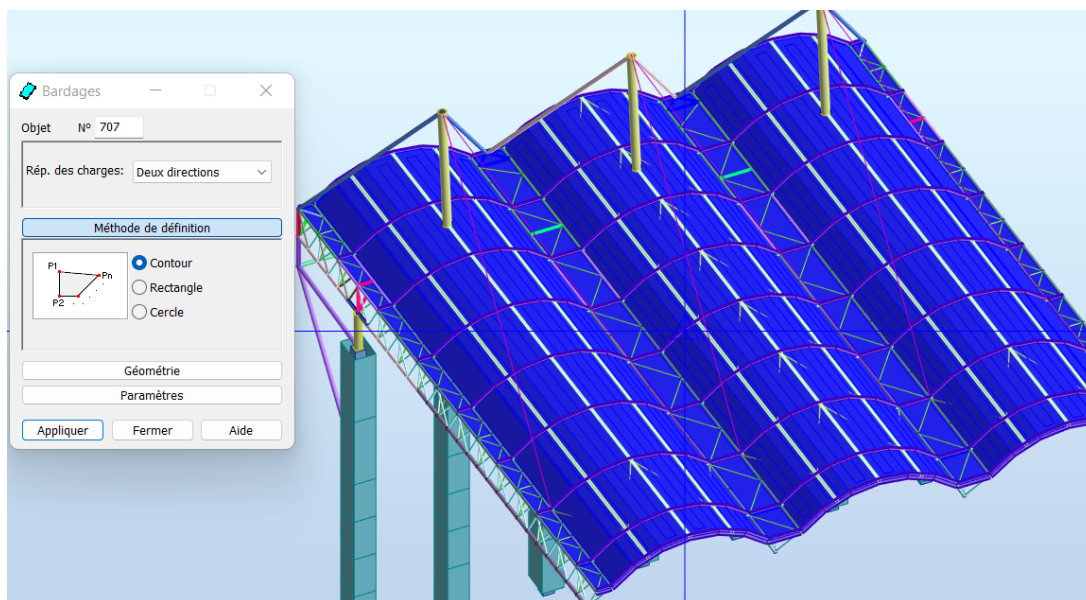 Bardages
Objet Nº 707
Rép. des charges: Deux directions
Méthode de définition
P1
Pn
P2
Contour
Rectangle
Cercle
Géométrie
Paramètres
Appliquer Fermer Aide